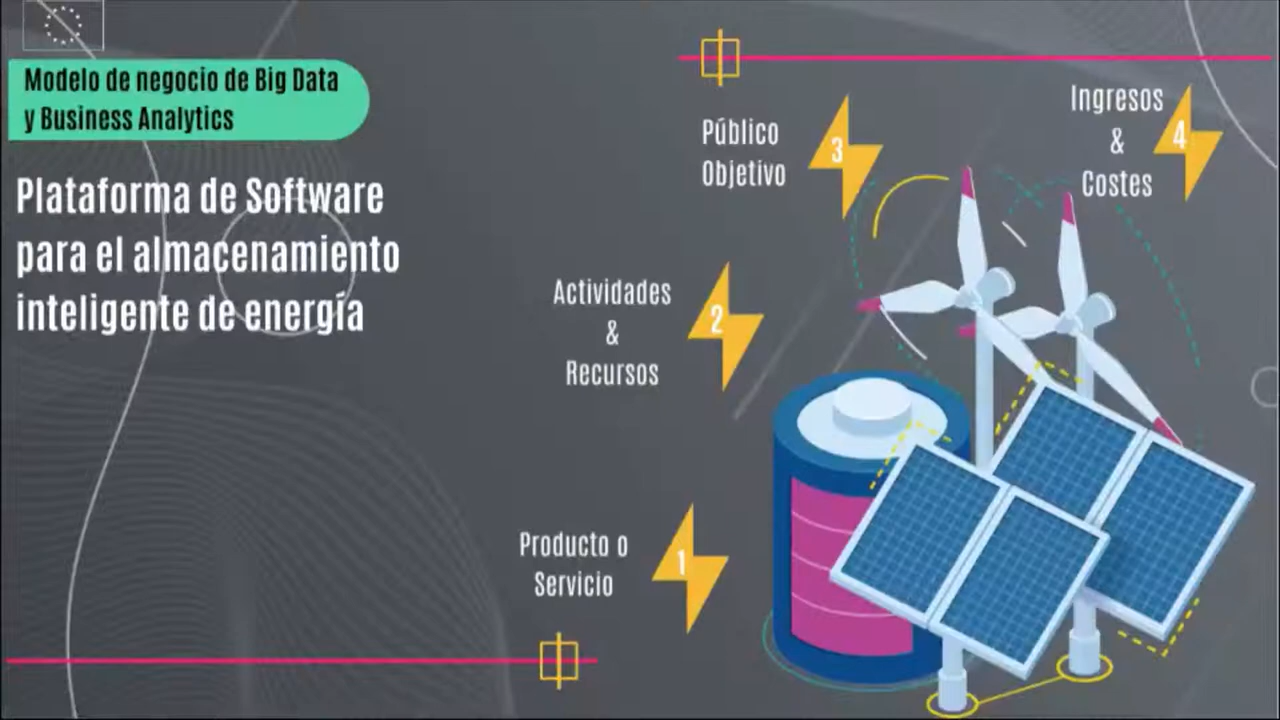 Modelo de negocio de Big Data
y Business Analytics
Plataforma de Software
para el almacenamiento
inteligente de energía
Público
Objetivo
3
Ingresos
&
Costes
4
Actividades
&
Recursos
2
Producto o
Servicio
1